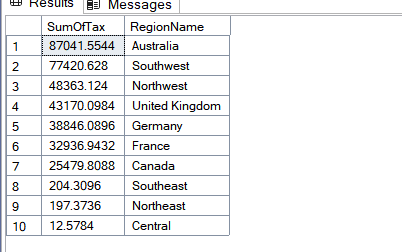 Results Messages
SumOfTax RegionName
1 87041.5544 Australia
2 77420.628 Southwest
3 48363.124 Northwest
4 43170.0984 United Kingdom
5 38846.0896 Germany
6 32936.9432 France
7 25479.8088 Canada
8 204.3096 Southeast
9 197.3736 Northeast
10 12.5784 Central